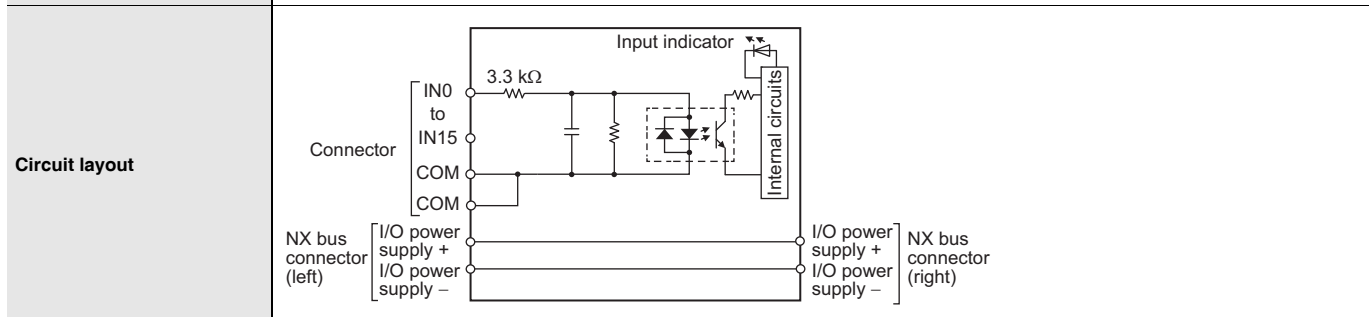 Circuit layout
Input indicator
3.3 kΩ
Connector
IN0
to
IN15
COM
COM
Internal circuits
NX bus
connector
(left)
I/O power
supply +
I/O power
supply –
I/O power
supply +
I/O power
supply –
NX bus
connector
(right)